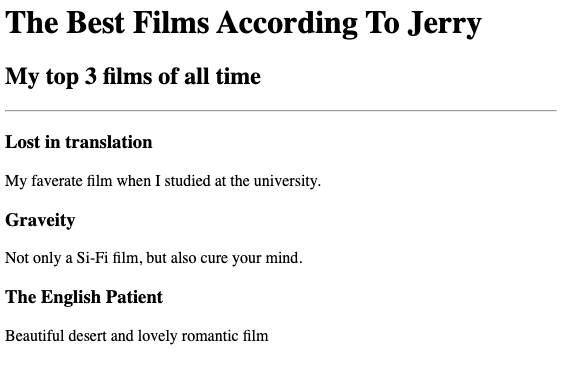 The Best Films According To Jerry
My top 3 films of all time
Lost in translation
My faverate film when I studied at the university.
Graveity
Not only a Si-Fi film, but also cure your mind.
The English Patient
Beautiful desert and lovely romantic film